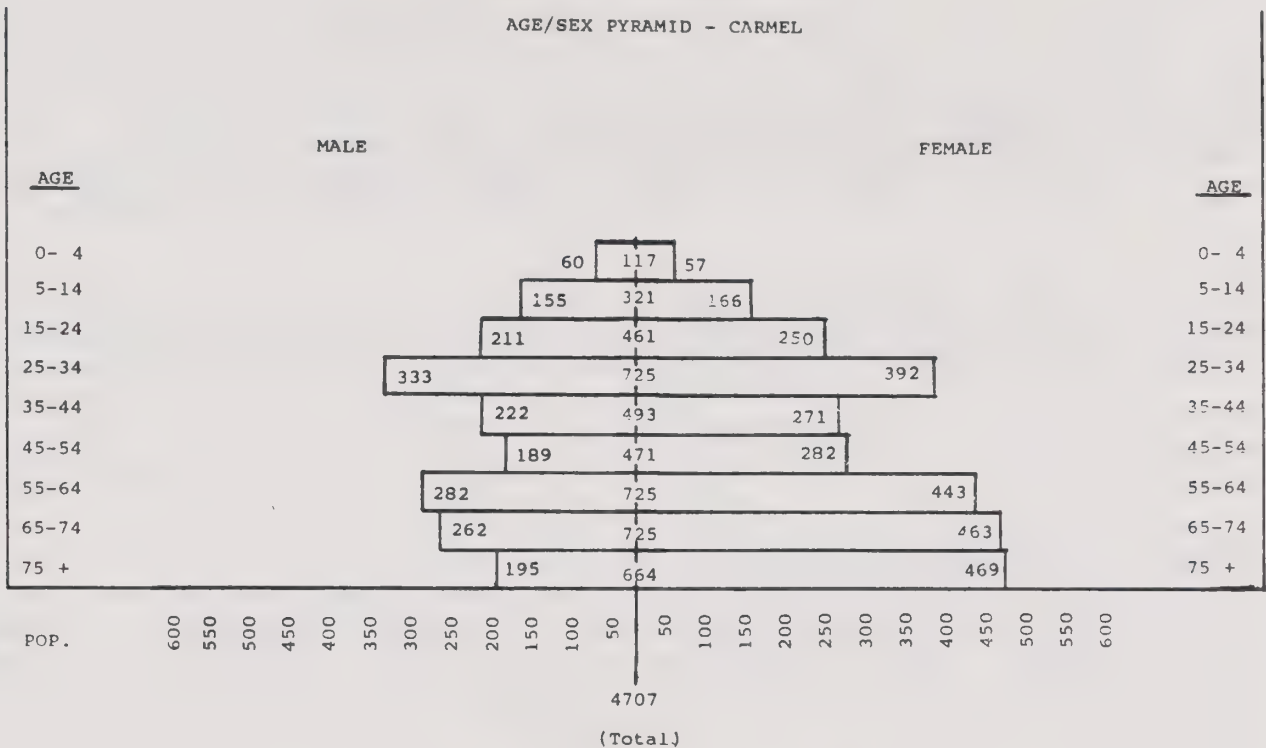 AGE/SEX PYRAMID - CARMEL
MALE FEMALE
AGE AGE
0- 4 60 117 57 0- 4
5-14 155 321 166 5-14
15-24 211 461 250 15-24
25-34 333 725 392 25-34
35-44 222 493 271 35-44
45-54 189 471 282 45-54
55-64 282 725 443 55-64
65-74 262 725 463 65-74
75 + 195 664 469 75 +
POP. 600 550 500 450 400 350 300 250 200 150 100 50 50 100 150 200 250 300 350 400 450 500 550 600
4707
(Total)